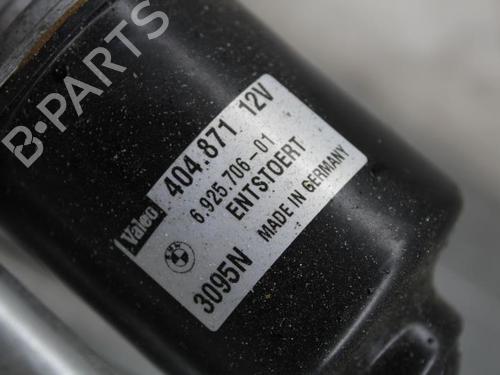 B-PARTS
Valeo 404.871 12V
6.925.706-01
ENTSTOERT
3095N MADE IN GERMANY